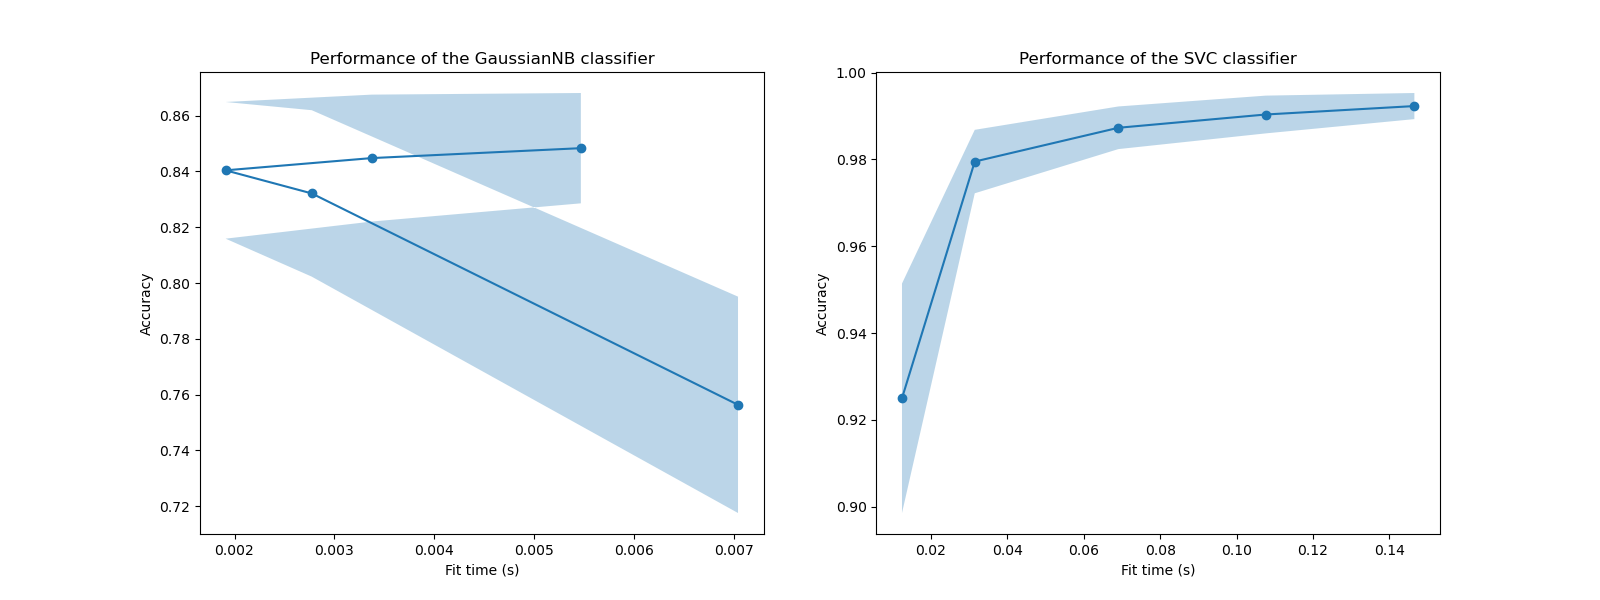 Performance of the GaussianNB classifier
0.86
0.84
0.82
0.80
0.78
0.76
0.74
0.72
Accuracy
0.002 0.003 0.004 0.005 0.006 0.007
Fit time (s)
Performance of the SVC classifier
1.00
0.98
0.96
0.94
0.92
0.90
Accuracy
0.02 0.04 0.06 0.08 0.10 0.12 0.14
Fit time (s)